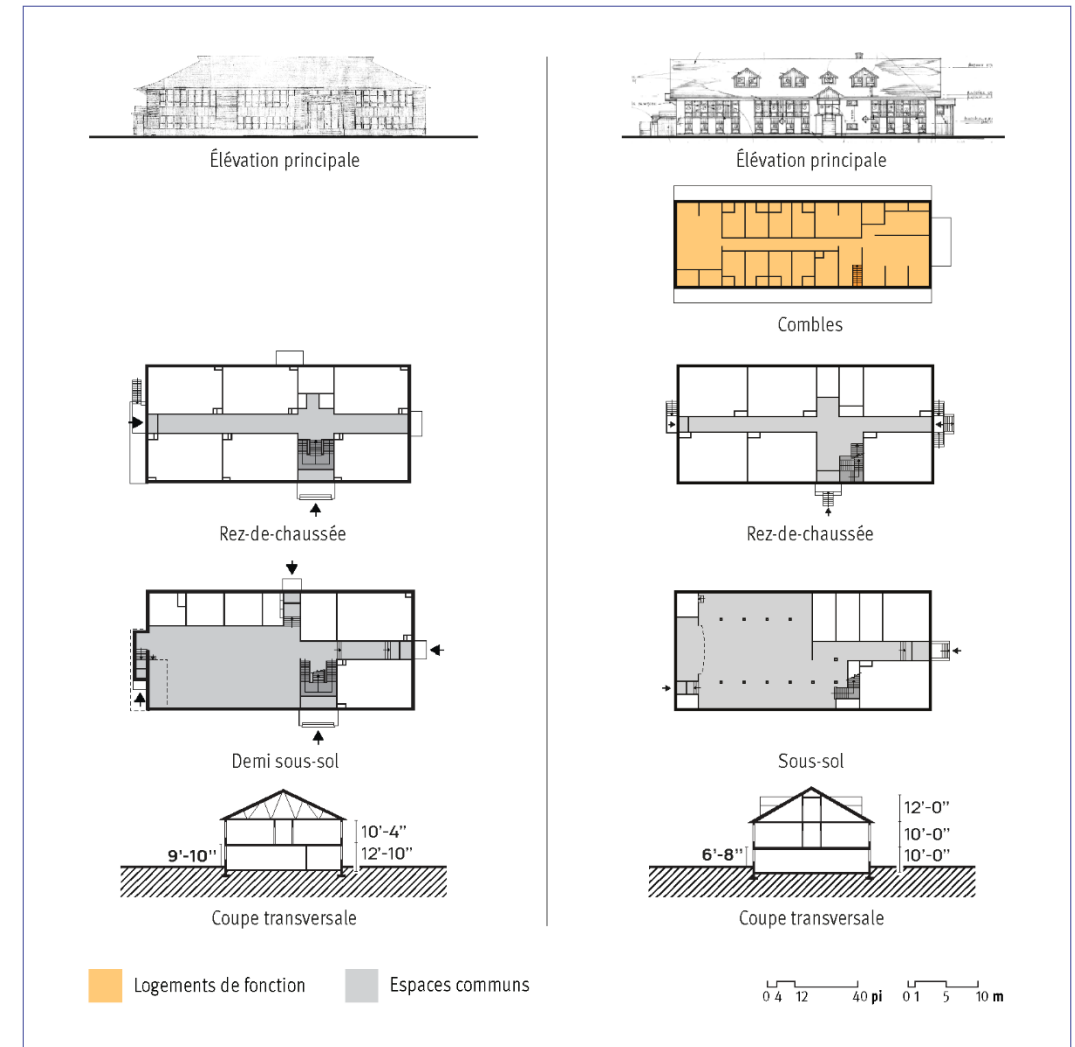 Élévation principale
Élévation principale
Combles
Rez-de-chaussée
Rez-de-chaussée
Demi sous-sol
Sous-sol
10’-4”
9’-10”
12’-10”
Coupe transversale
12’-0”
10’-0”
6’-8”
10’-0”
Coupe transversale
Logements de fonction
Espaces communs
0 4 12 40 pi
0 1 5 10 m